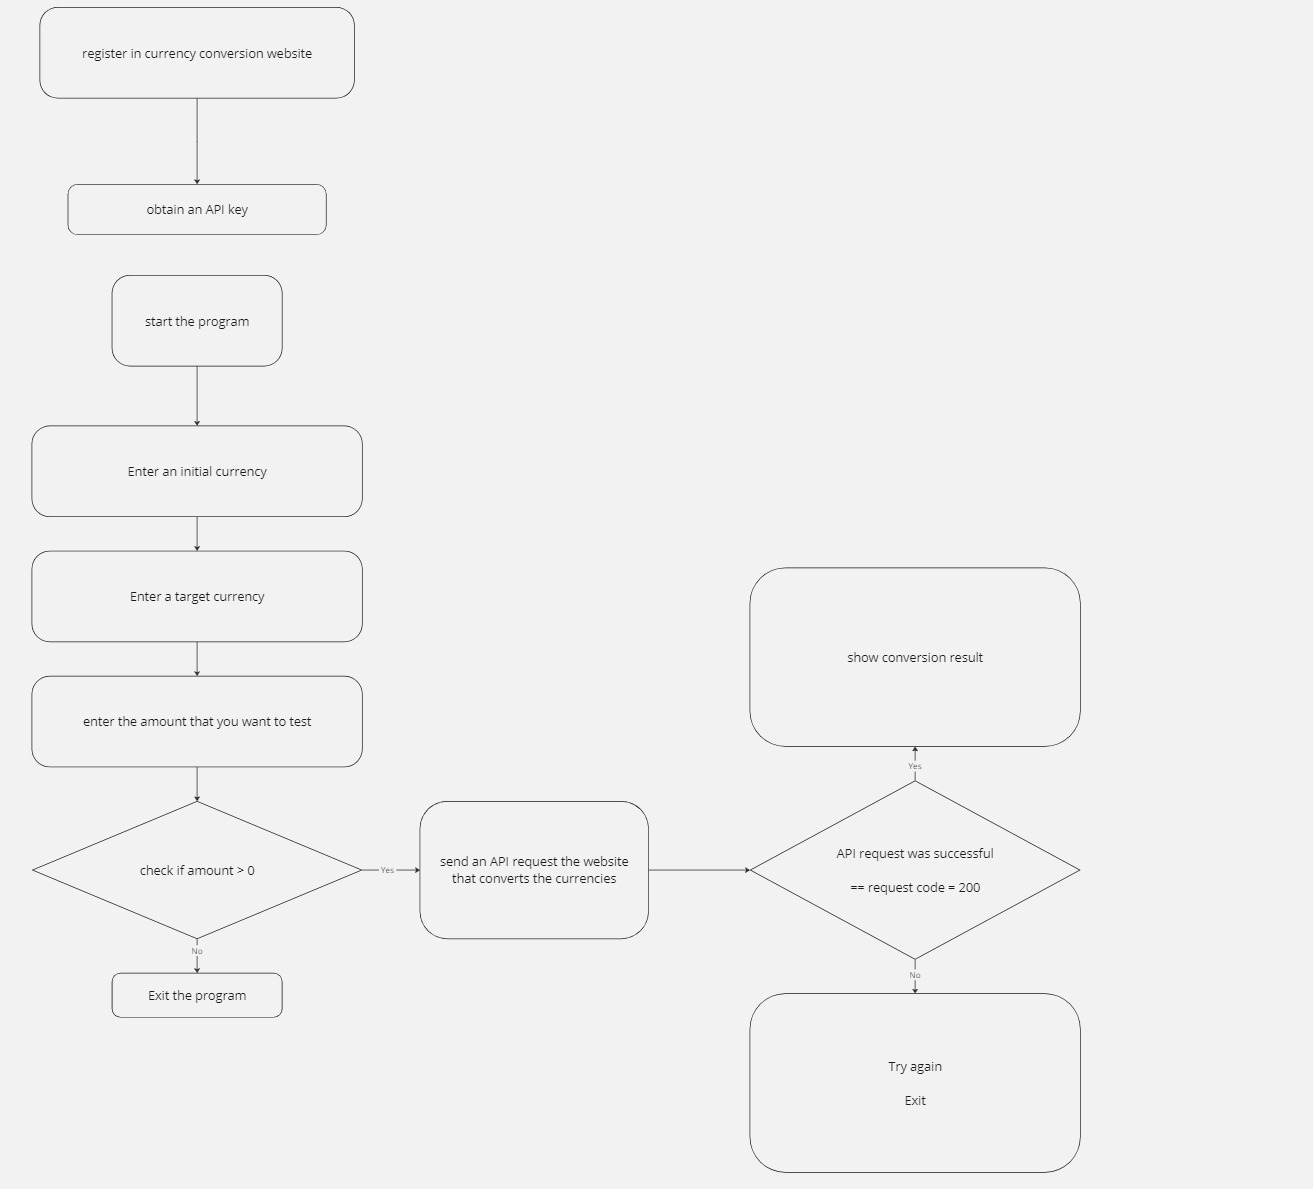 register in currency conversion website
obtain an API key
start the program
Enter an initial currency
Enter a target currency
enter the amount that you want to test
check if amount > 0
Yes
No
Exit the program
send an API request the website
that converts the currencies
API request was successful
== request code = 200
Yes
show conversion result
No
Try again
Exit